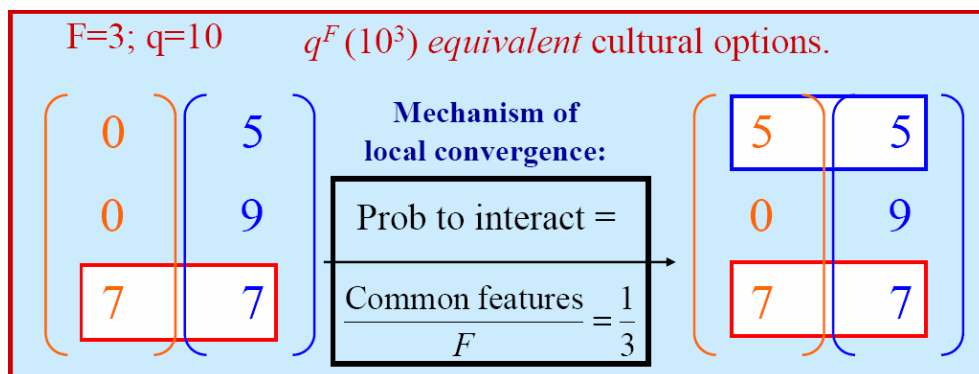 F=3; q=10 q^F (10^3) equivalent cultural options.
Mechanism of
local convergence:
0 5
0 9
7 7
Prob to interact =
Common features
F
= 1
3
5 5
0 9
7 7